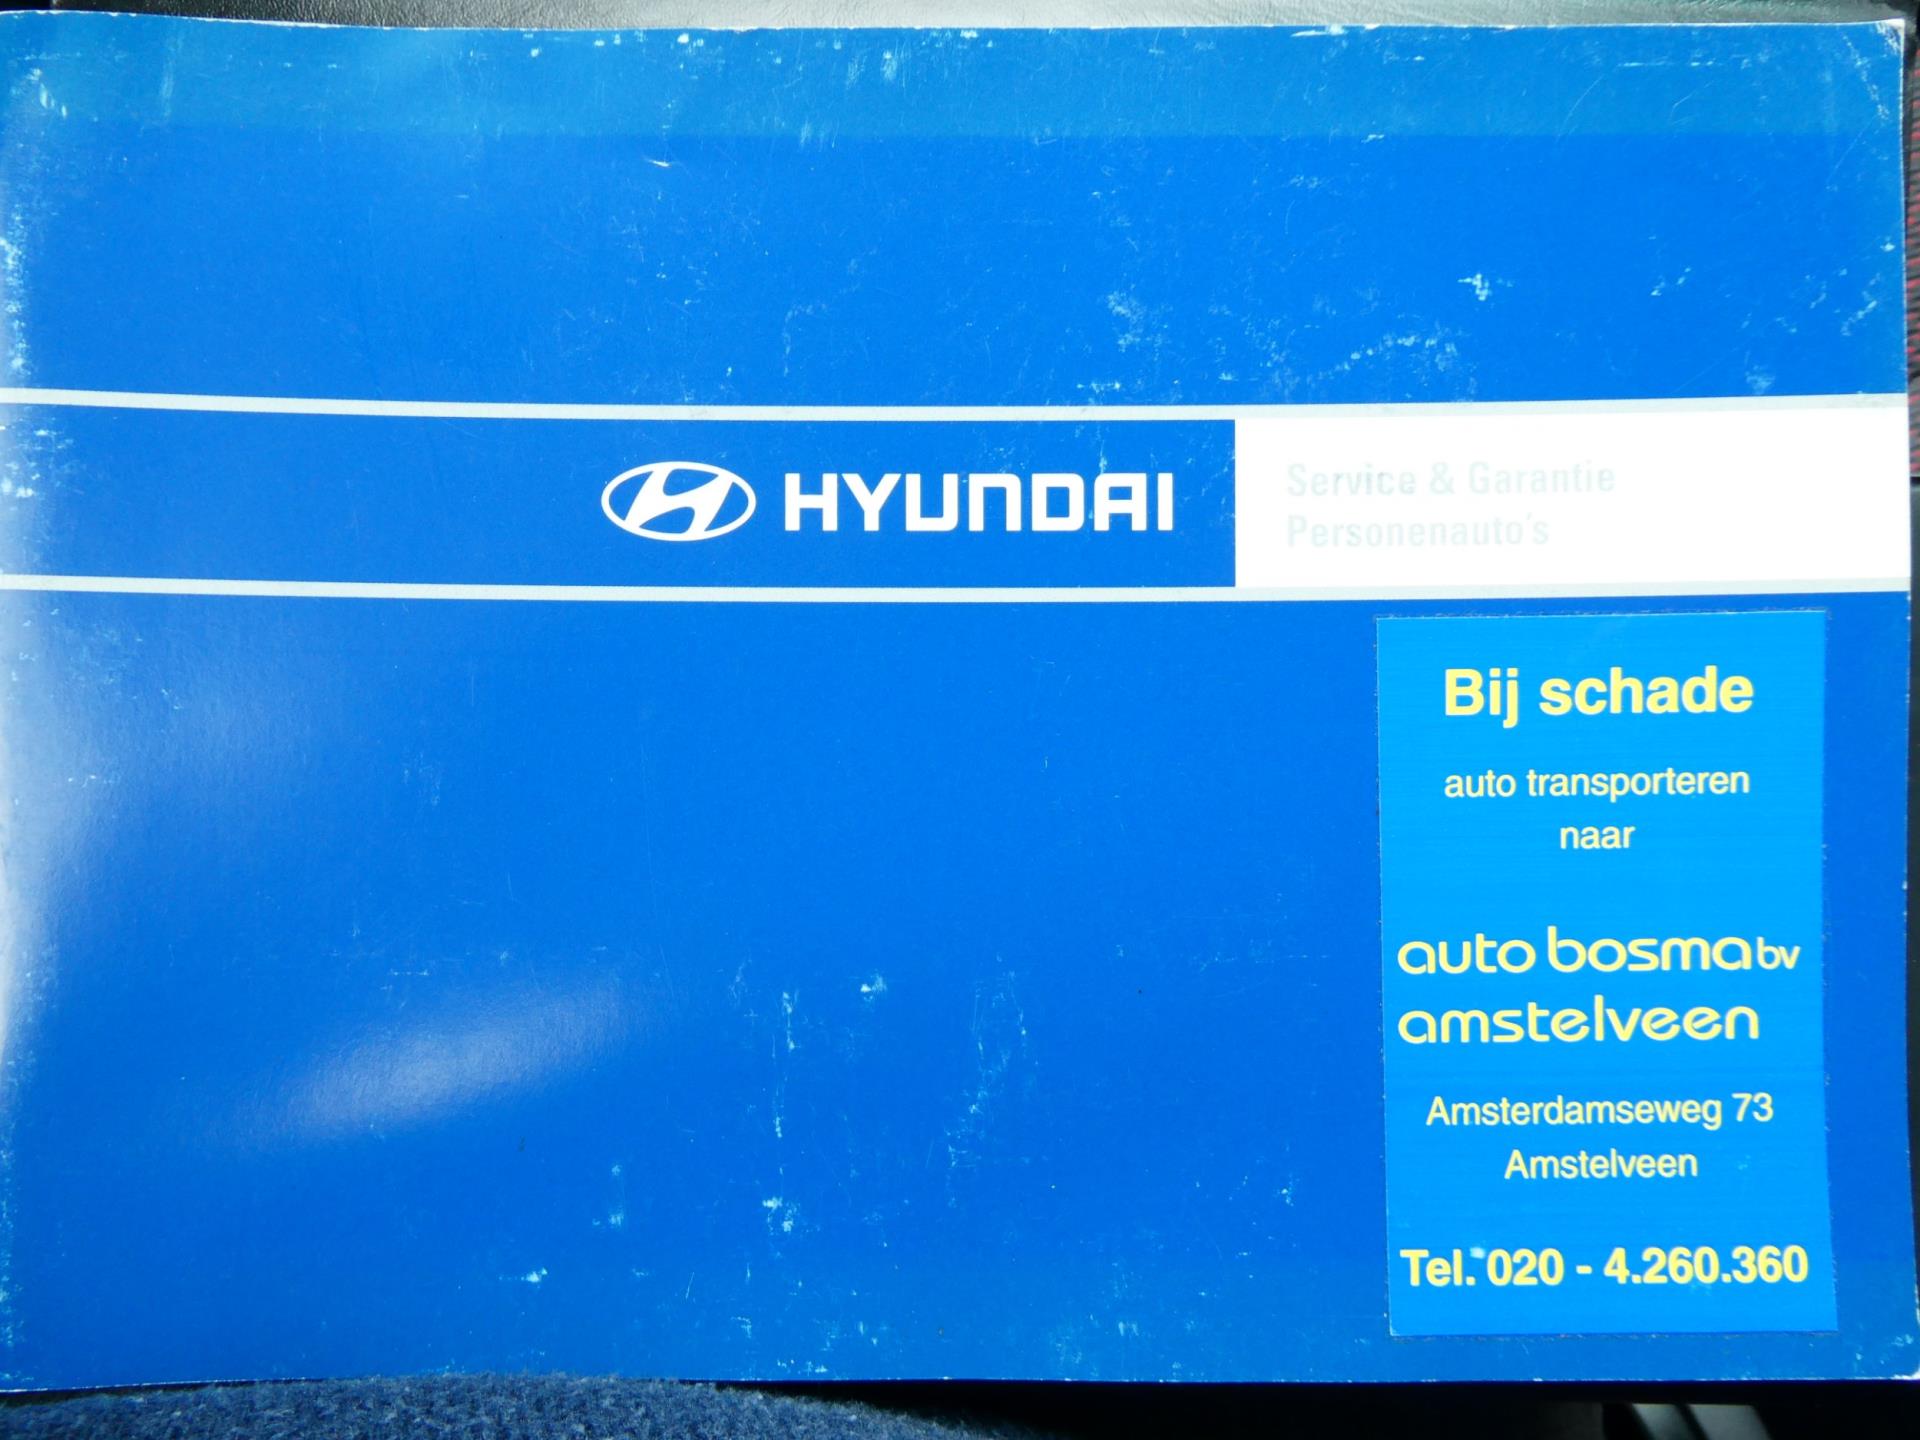 HYUNDAI
Service & Garantie
Personenauto's
Bij schade
auto transporteren
naar
auto bosma bv
amstelveen
Amsterdamseweg 73
Amstelveen
Tel. 020 - 4.260.360